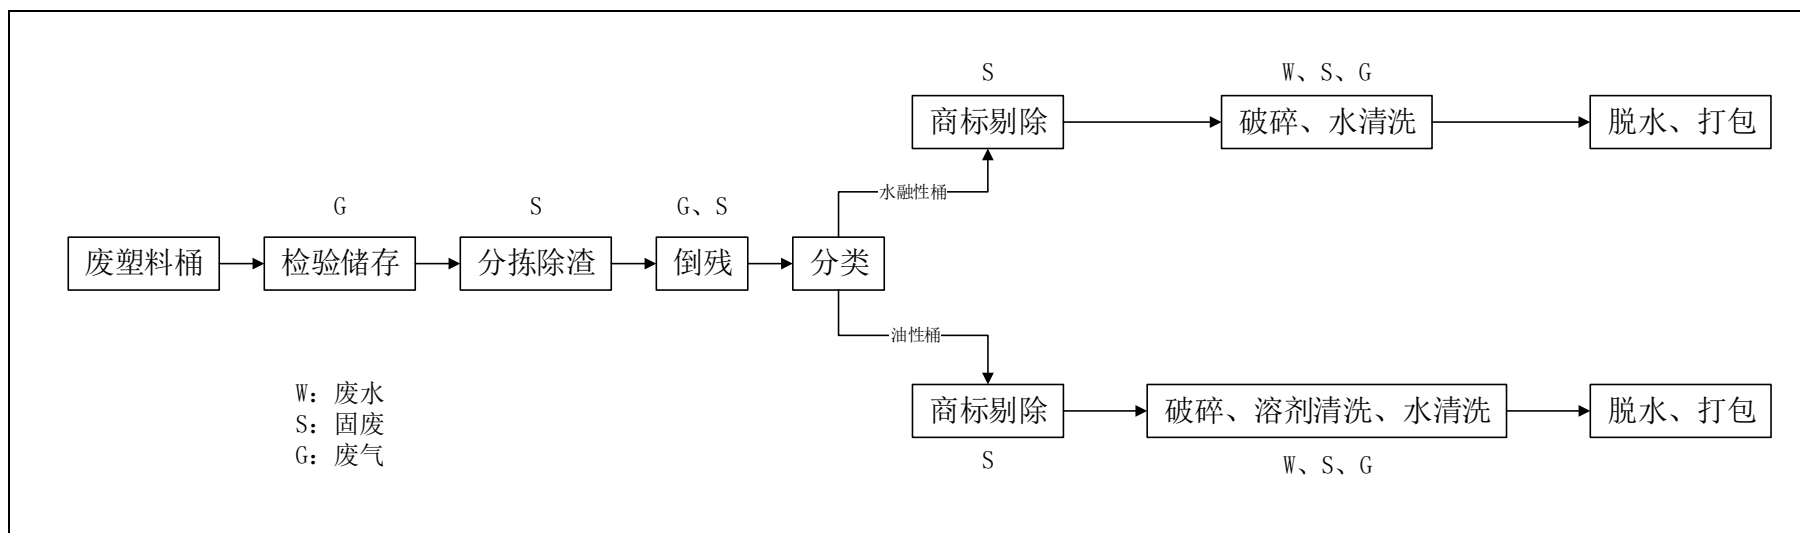 S
W、S、G
商标剔除
破碎、水清洗
脱水、打包
水融性桶
G
S
G、S
废塑料桶
检验储存
分拣除渣
倒残
分类
油性桶
商标剔除
破碎、溶剂清洗、水清洗
脱水、打包
S
W、S、G
W：废水
S：固废
G：废气